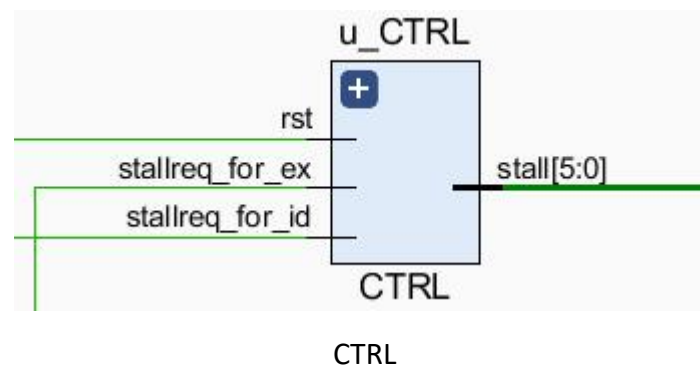 u_CTRL
rst
stallreq_for_ex
stall[5:0]
stallreq_for_id
CTRL
CTRL